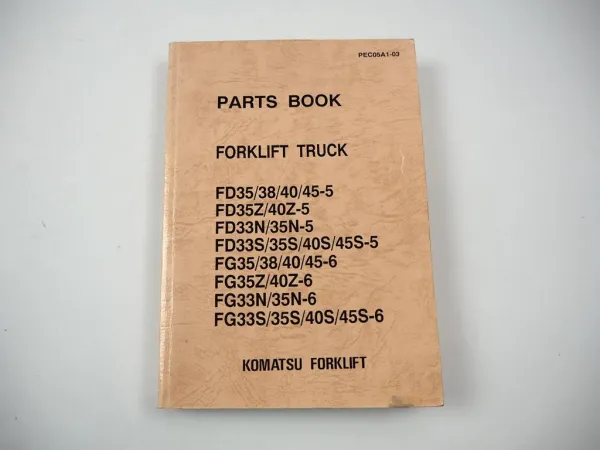 PEC05A1-03
PARTS BOOK
FORKLIFT TRUCK
FD35/38/40/45-5
FD35Z/40Z-5
FD33N/35N-5
FD33S/35S/40S/45S-5
FG35/38/40/45-6
FG35Z/40Z-6
FG33N/35N-6
FG33S/35S/40S/45S-6
KOMATSU FORKLIFT